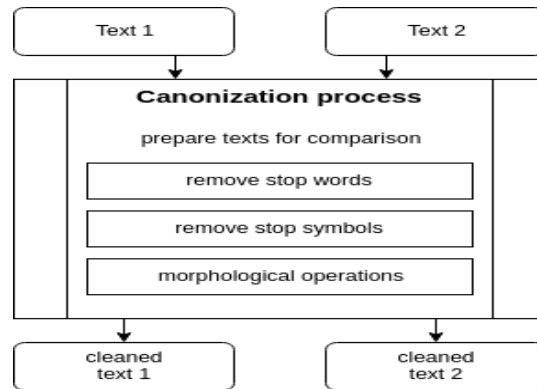 Text 1
Text 2
Canonization process
prepare texts for comparison
remove stop words
remove stop symbols
morphological operations
cleaned
text 1
cleaned
text 2